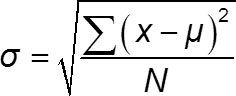 σ = √(∑(x − μ)² / N)